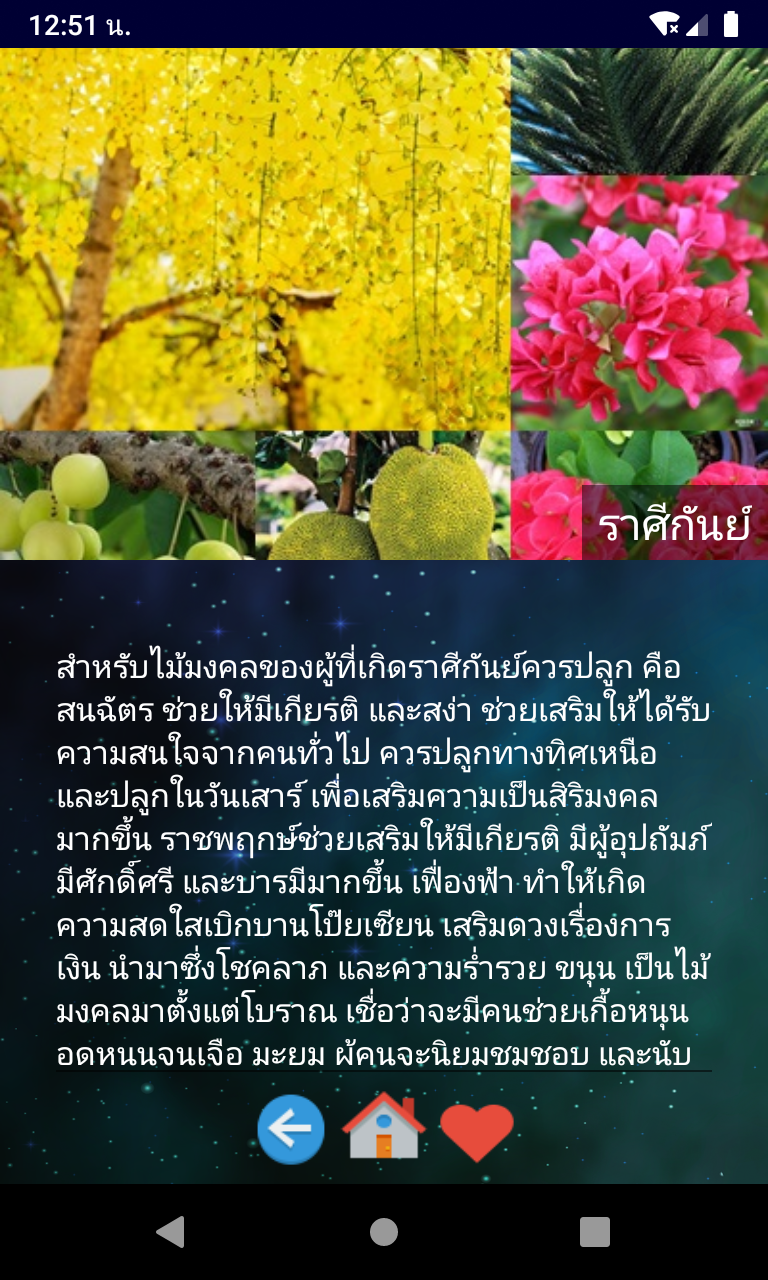 12:51 น.
ราศีกันย์
สำหรับไม้มงคลของผู้ที่เกิดราศีกันย์ควรปลูก คือ
สนฉัตร ช่วยให้มีเกียรติ และสง่า ช่วยเสริมให้ได้รับ
ความสนใจจากคนทั่วไป ควรปลูกทางทิศเหนือ
และปลูกในวันเสาร์ เพื่อเสริมความเป็นสิริมงคล
มากขึ้น ราชพฤกษ์ช่วยเสริมให้มีเกียรติ มีผู้อุปถัมภ์
มีศักดิ์ศรี และบารมีมากขึ้น เฟื่องฟ้า ทำให้เกิด
ความสดใสเบิกบานโป๊ยเซียน เสริมดวงเรื่องการ
เงิน นำมาซึ่งโชคลาภ และความร่ำรวย ขนุน เป็นไม้
มงคลมาตั้งแต่โบราณ เชื่อว่าจะมีคนช่วยเกื้อหนุน
อุดหนุนจุนเจือ มะยม ผู้คนจะนิยมชมชอบ และนับ